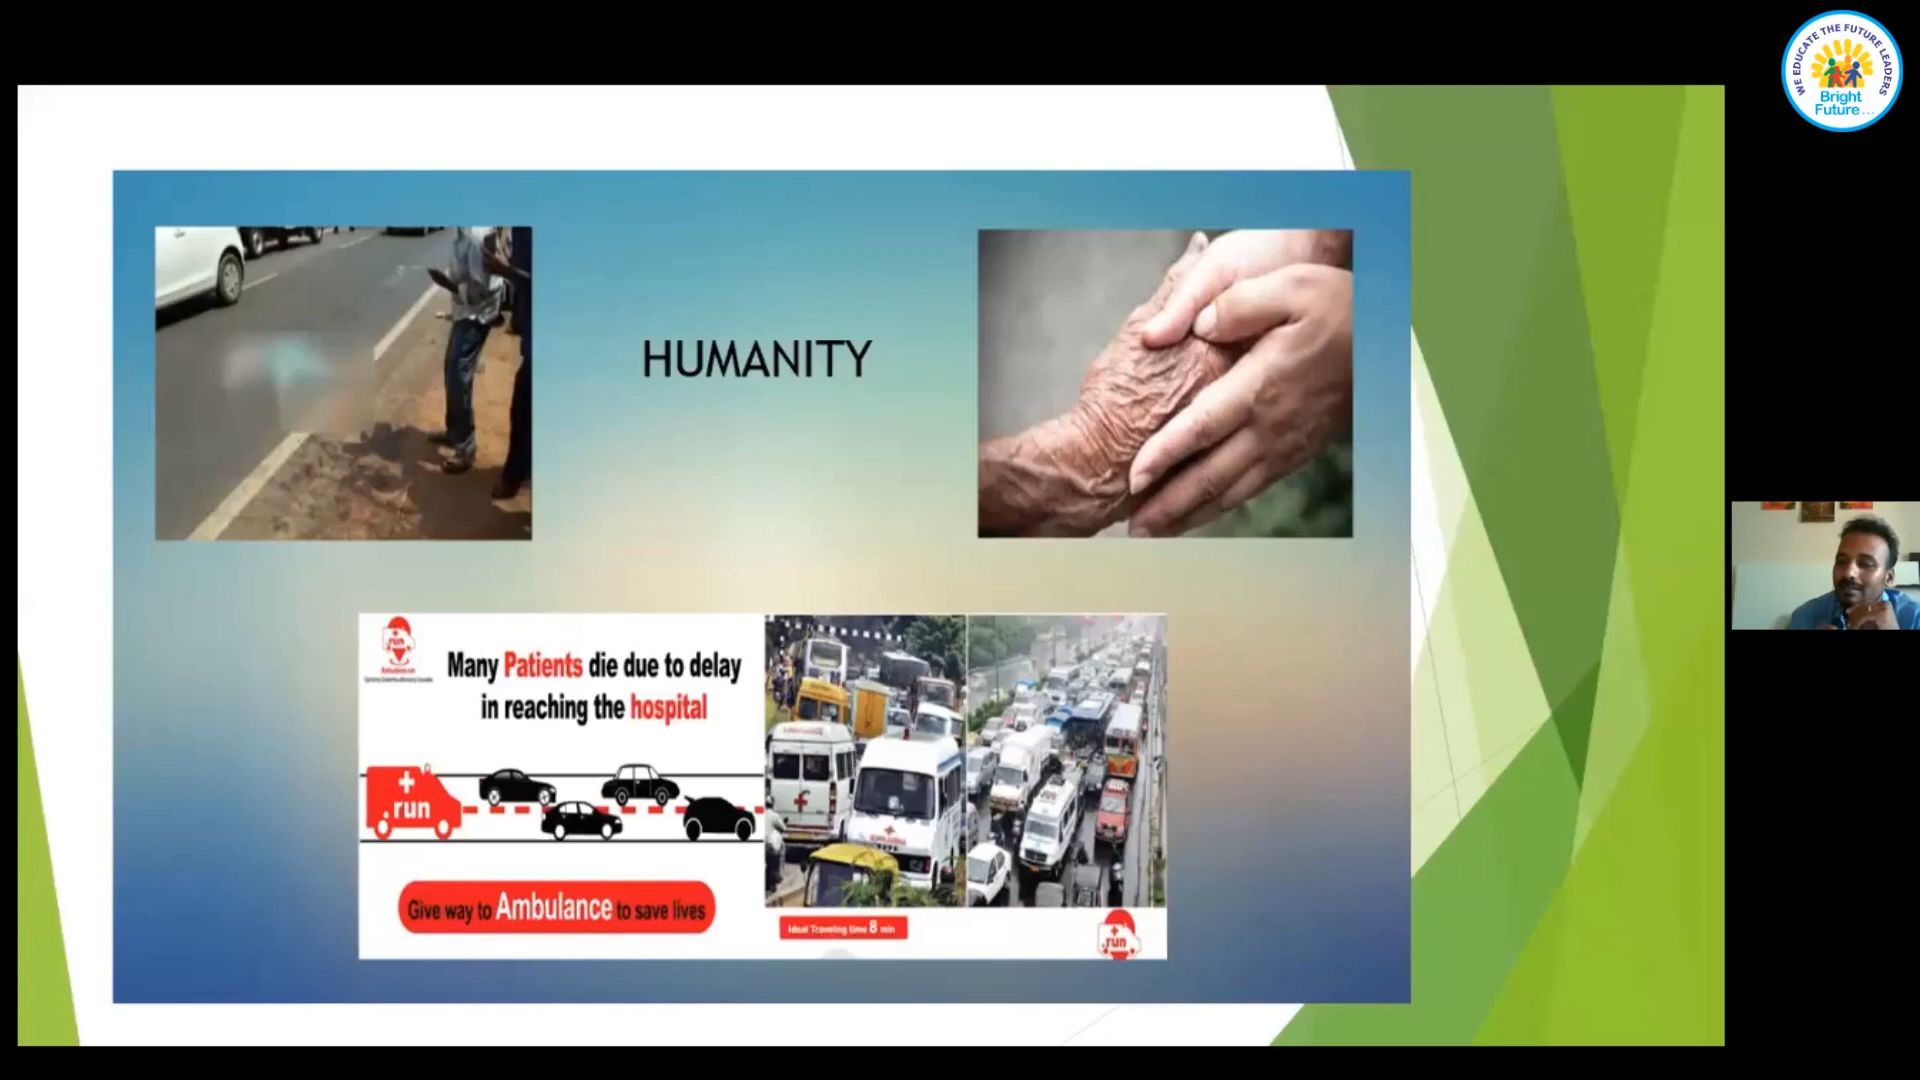 WE EDUCATE THE FUTURE LEADERS
Bright
Future...
HUMANITY
run
Many Patients die due to delay
in reaching the hospital
run
Give way to Ambulance to save lives
Ideal Traveling time 8 min
run